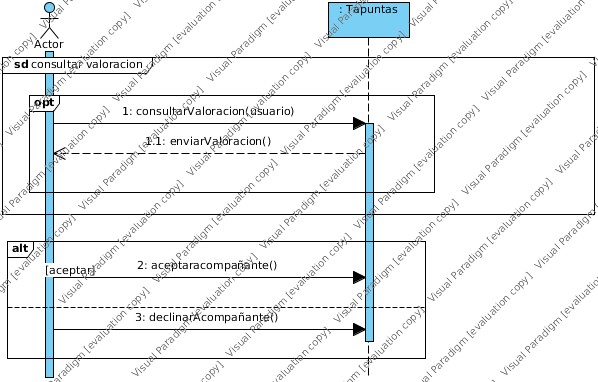 Actor
: Tapuntas
sd consultar valoracion
opt
1: consultarValoracion(usuario)
1.1: enviarValoracion()
alt
[aceptar]
2: aceptaracompañante()
3: declinarAcompañante()
Visual Paradigm [evaluation copy]